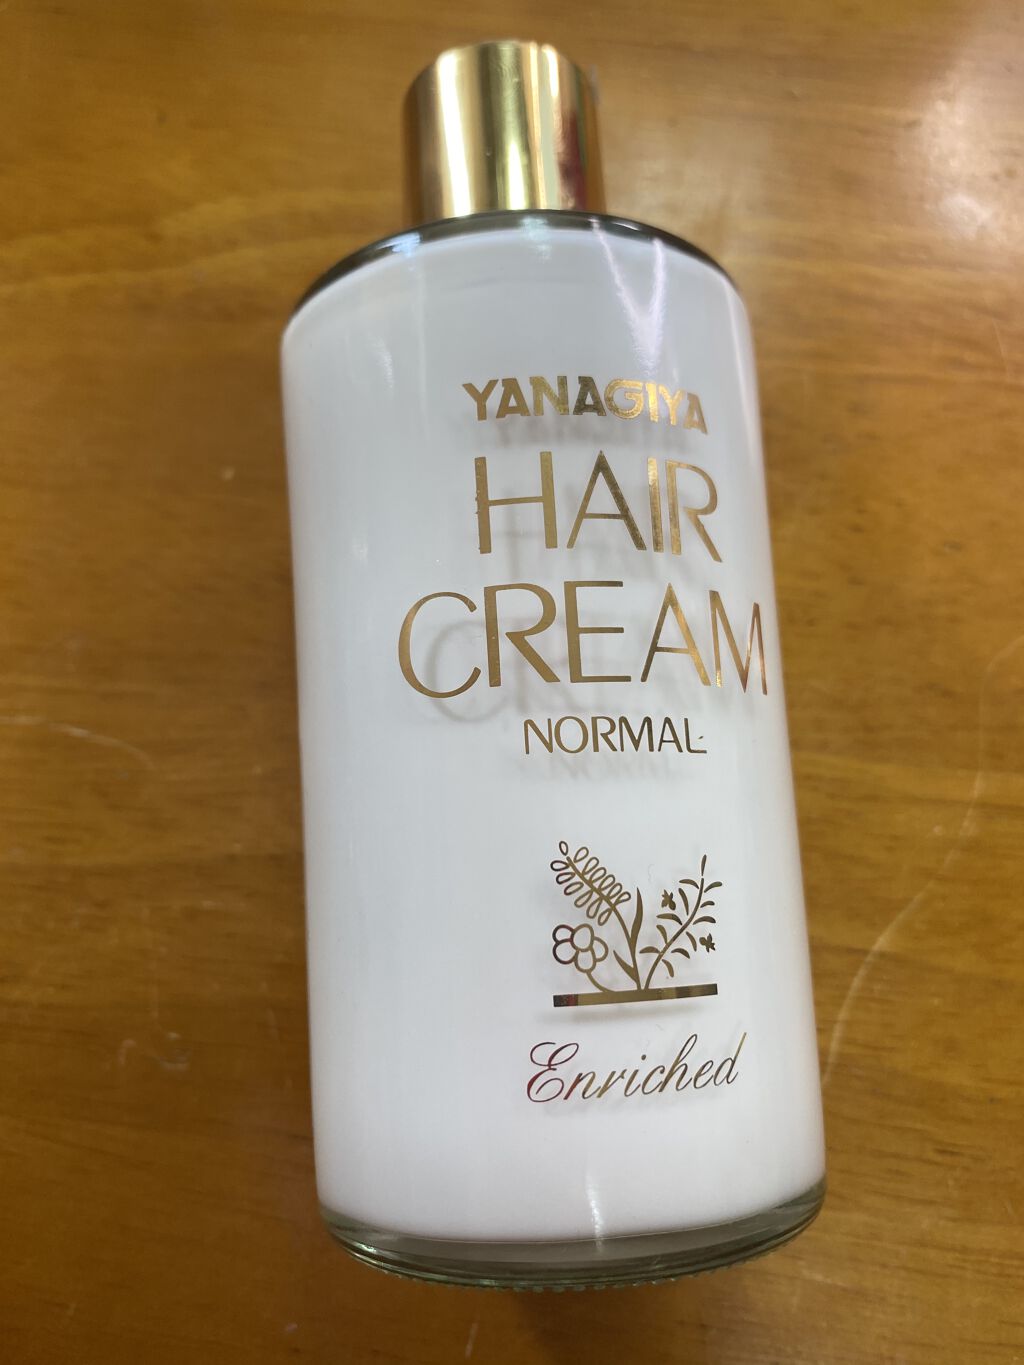 YANAGIYA
HAIR
CREAM
NORMAL
Enriched